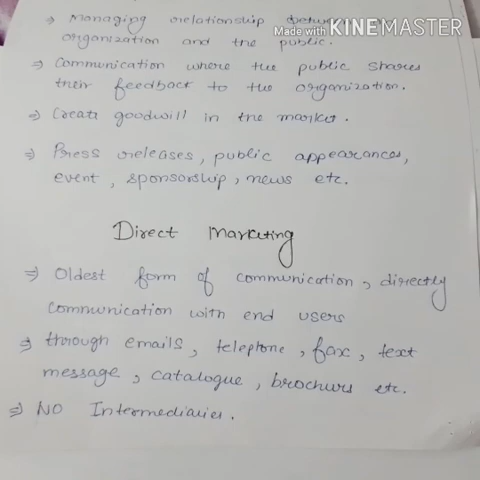 Made with KINEMASTER
⇒ Managing relationship between
organization and the public.
⇒ Communication where the public shares
their feedback to the organization.
⇒ Create goodwill in the market.
⇒ Press releases, public appearances,
event, sponsorship, news etc.
Direct Marketing
⇒ Oldest form of communication, directly
communication with end users
⇒ through emails, telephone, fax, text
message, catalogue, brochurs etc.
⇒ NO Intermediaries.